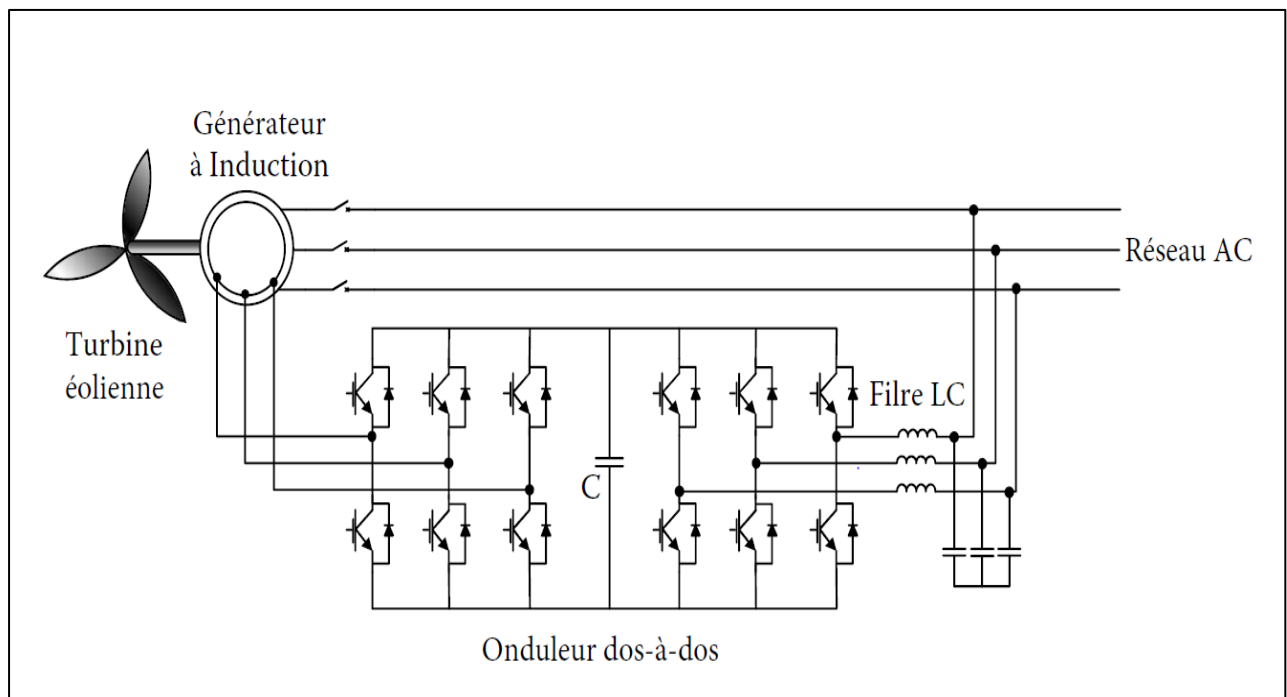 Générateur
à Induction
Réseau AC
Turbine
éolienne
Filre LC
C
Onduleur dos-à-dos